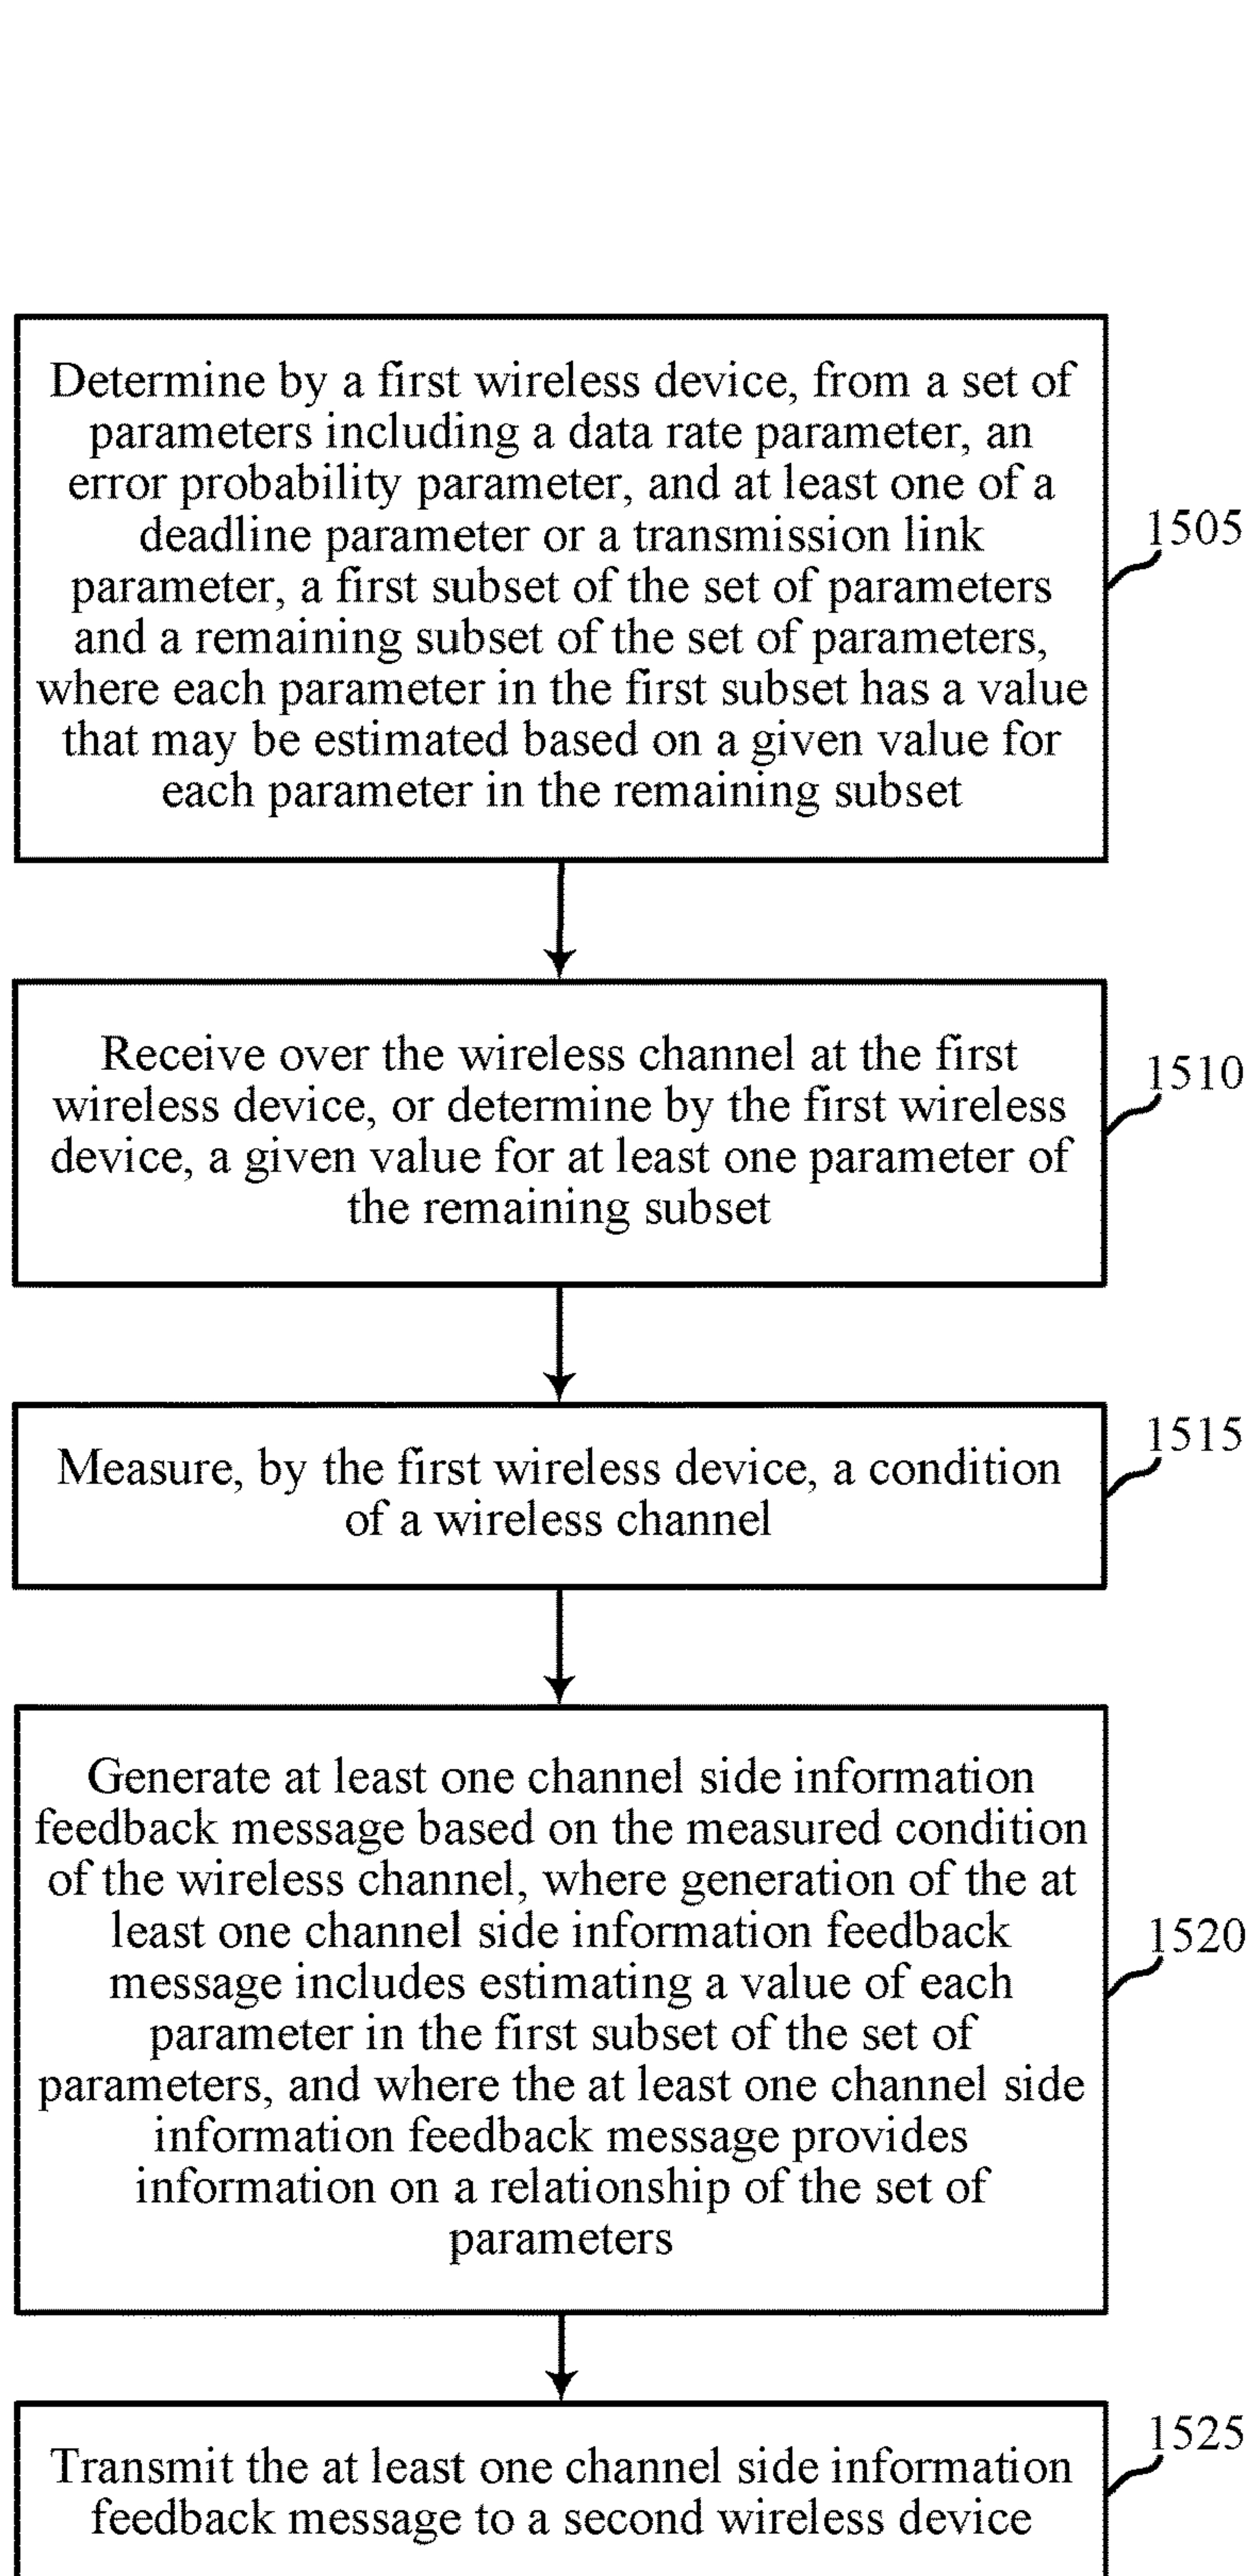 Determine by a first wireless device, from a set of
parameters including a data rate parameter, an
error probability parameter, and at least one of a
deadline parameter or a transmission link
parameter, a first subset of the set of parameters
and a remaining subset of the set of parameters,
where each parameter in the first subset has a value
that may be estimated based on a given value for
each parameter in the remaining subset
1505
Receive over the wireless channel at the first
wireless device, or determine by the first wireless
device, a given value for at least one parameter of
the remaining subset
1510
Measure, by the first wireless device, a condition
of a wireless channel
1515
Generate at least one channel side information
feedback message based on the measured condition
of the wireless channel, where generation of the at
least one channel side information feedback
message includes estimating a value of each
parameter in the first subset of the set of
parameters, and where the at least one channel side
information feedback message provides
information on a relationship of the set of
parameters
1520
Transmit the at least one channel side information
feedback message to a second wireless device
1525